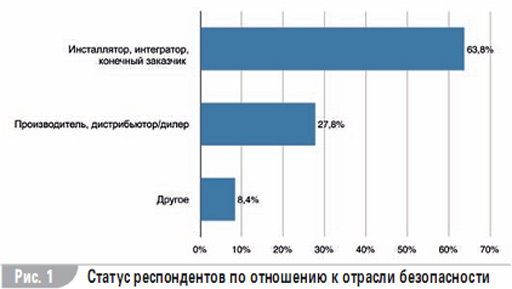 Инсталлятор, интегратор,
конечный заказчик
63,8%
Производитель, дистрибьютор/дилер
27,8%
Другое
8,4%
0% 10% 20% 30% 40% 50% 60% 70%
Рис. 1 Статус респондентов по отношению к отрасли безопасности